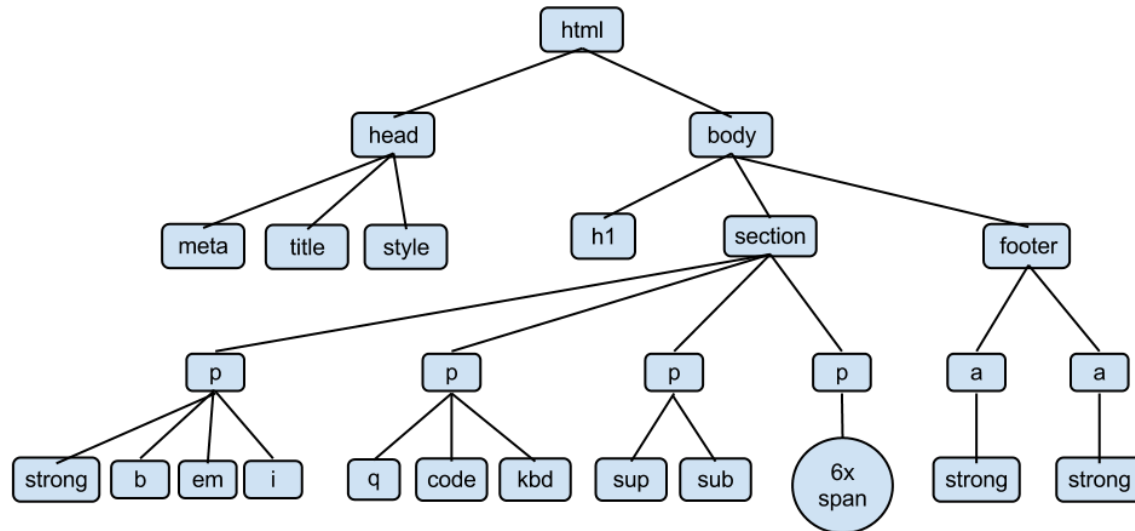 html
head
body
meta
title
style
h1
section
footer
p
p
p
p
a
a
strong
b
em
i
q
code
kbd
sup
sub
6x
span
strong
strong